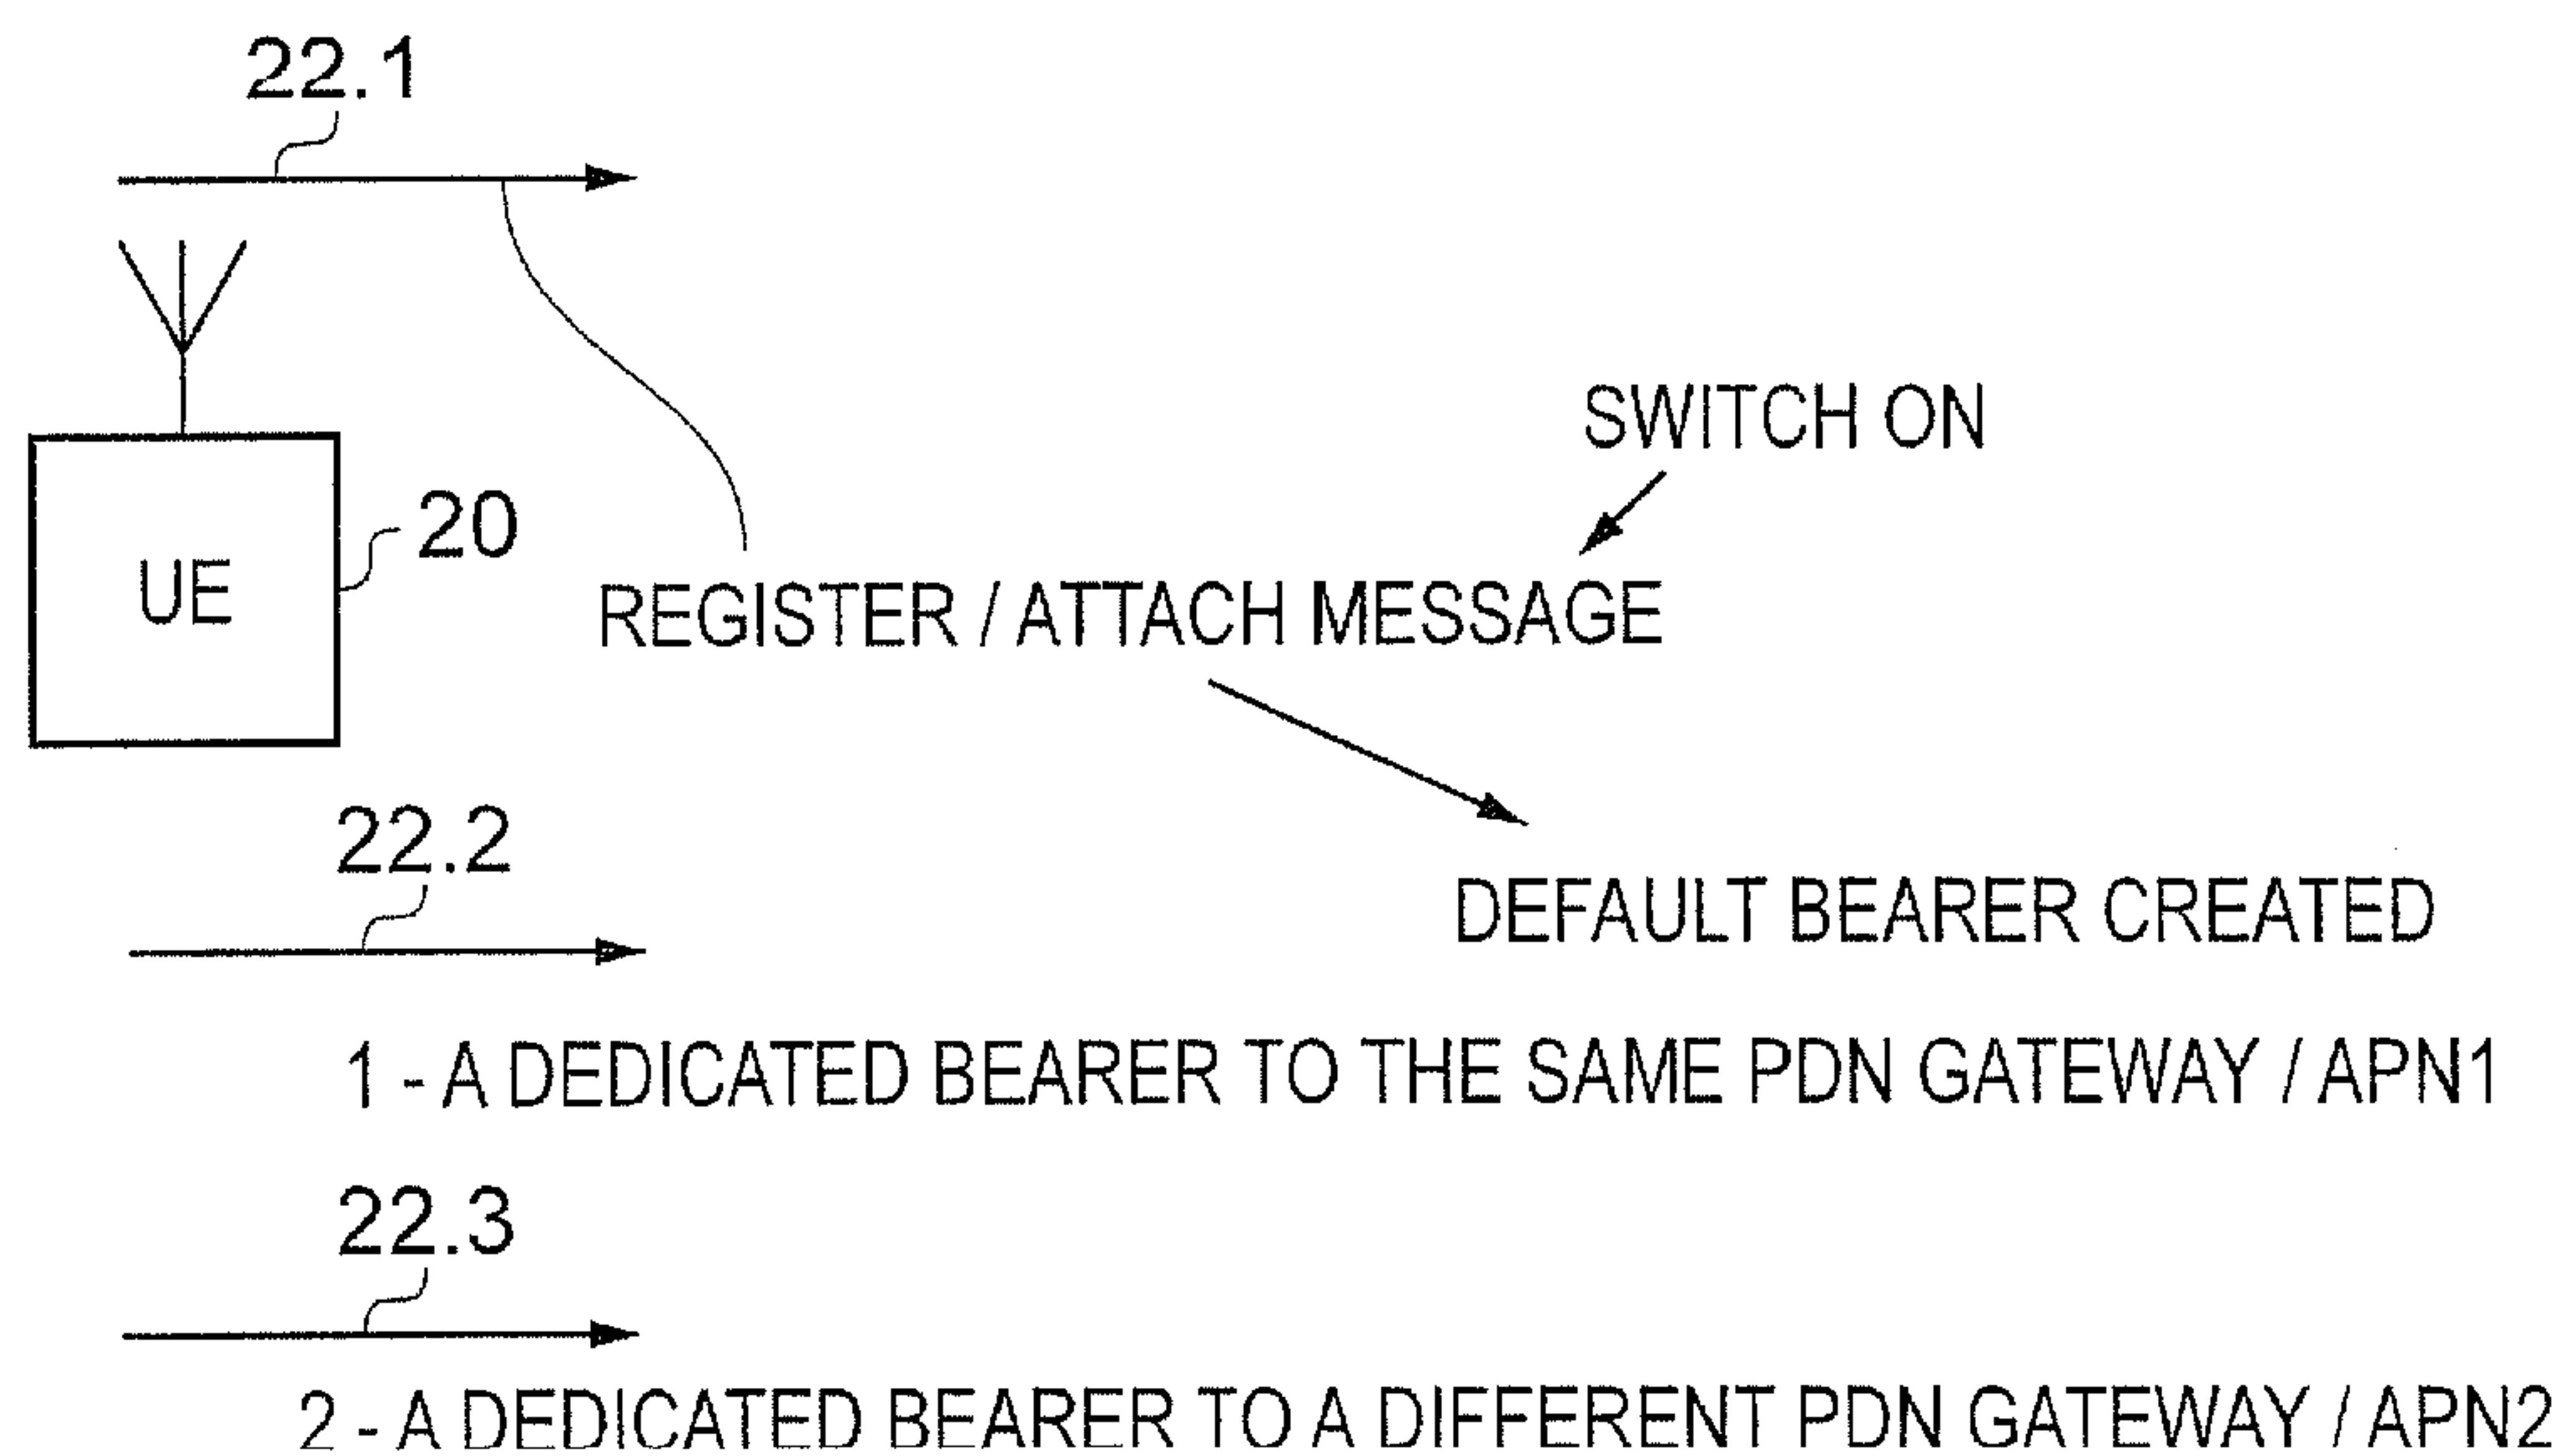 22.1
SWITCH ON
20
UE
REGISTER / ATTACH MESSAGE
22.2
DEFAULT BEARER CREATED
1 - A DEDICATED BEARER TO THE SAME PDN GATEWAY / APN1
22.3
2 - A DEDICATED BEARER TO A DIFFERENT PDN GATEWAY / APN2